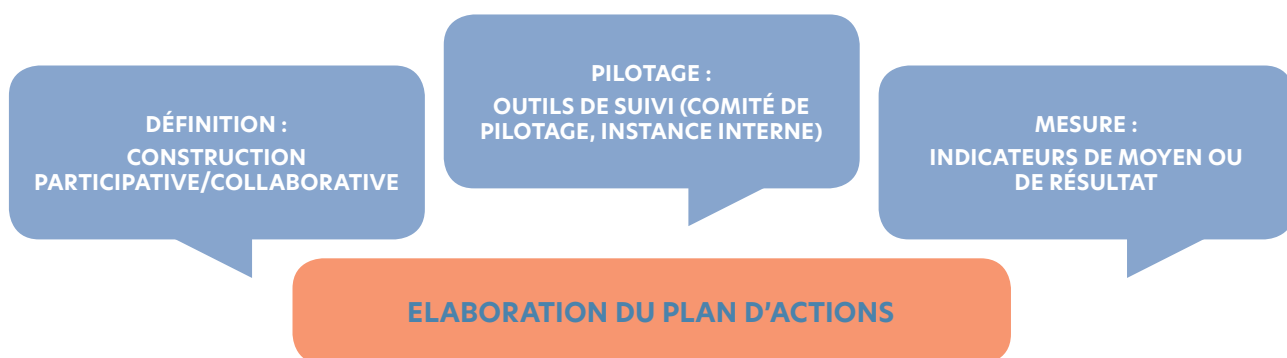 DÉFINITION :
CONSTRUCTION
PARTICIPATIVE/COLLABORATIVE
PILOTAGE :
OUTILS DE SUIVI (COMITÉ DE
PILOTAGE, INSTANCE INTERNE)
MESURE :
INDICATEURS DE MOYEN OU
DE RÉSULTAT
ELABORATION DU PLAN D’ACTIONS